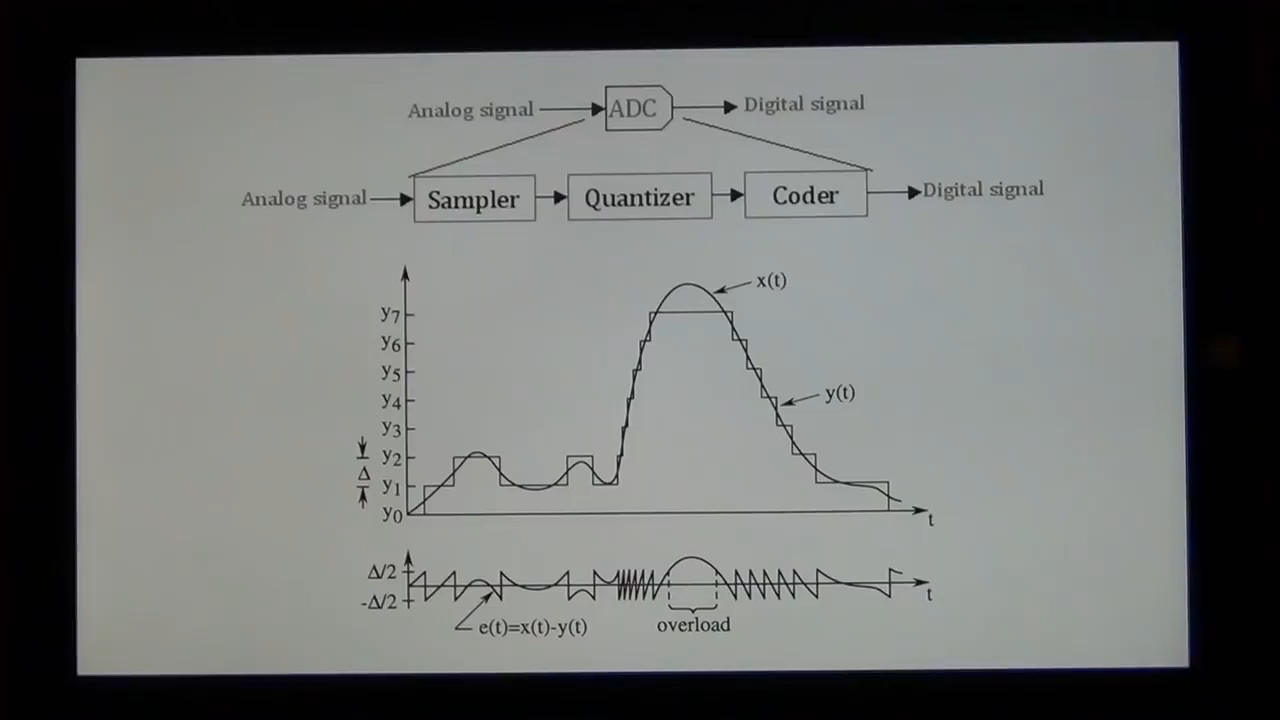 Analog signal ADC Digital signal
Analog signal Sampler Quantizer Coder Digital signal
x(t)
y7
y6
y5
y(t)
y4
y3
y2
Δ
y1
y0
t
Δ/2
-Δ/2
t
e(t)=x(t)-y(t) overload